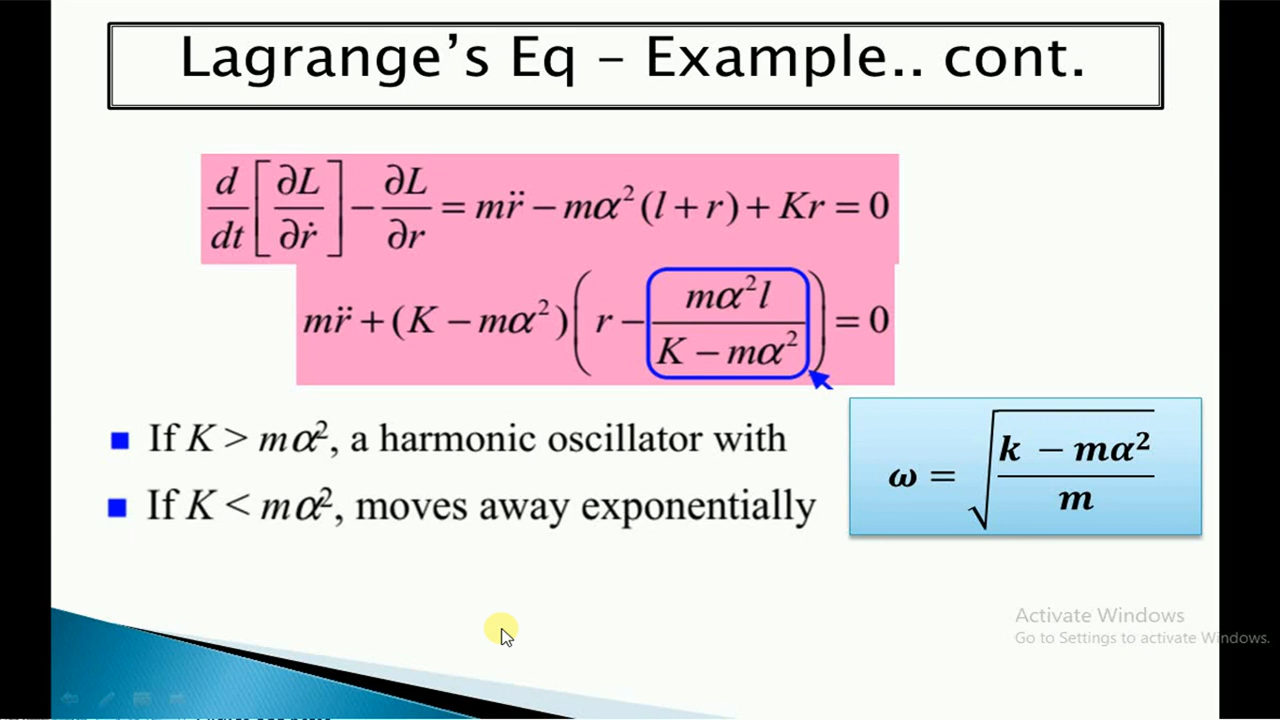 Lagrange's Eq – Example.. cont.
d/dt [∂L/∂ṙ] − ∂L/∂r = mr̈ − mα²(l + r) + Kr = 0
mr̈ + (K − mα²)(r − mα²l/(K − mα²)) = 0
■ If K > mα², a harmonic oscillator with
ω = √((k − mα²)/m)
■ If K < mα², moves away exponentially
Activate Windows
Go to Settings to activate Windows.